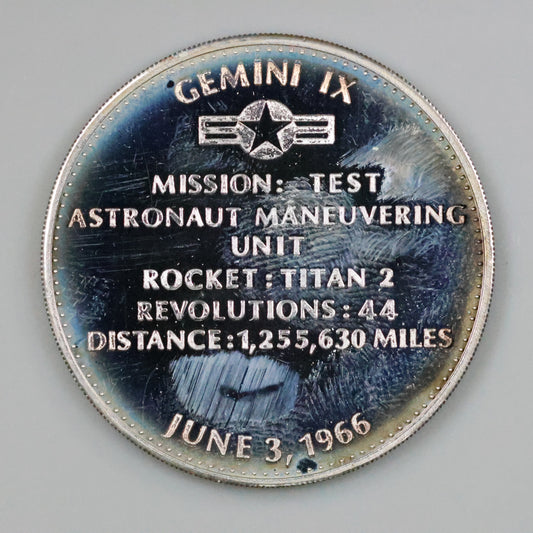 GEMINI IX
MISSION: TEST
ASTRONAUT MANEUVERING
UNIT
ROCKET: TITAN 2
REVOLUTIONS: 44
DISTANCE: 1,255,630 MILES
JUNE 3, 1966